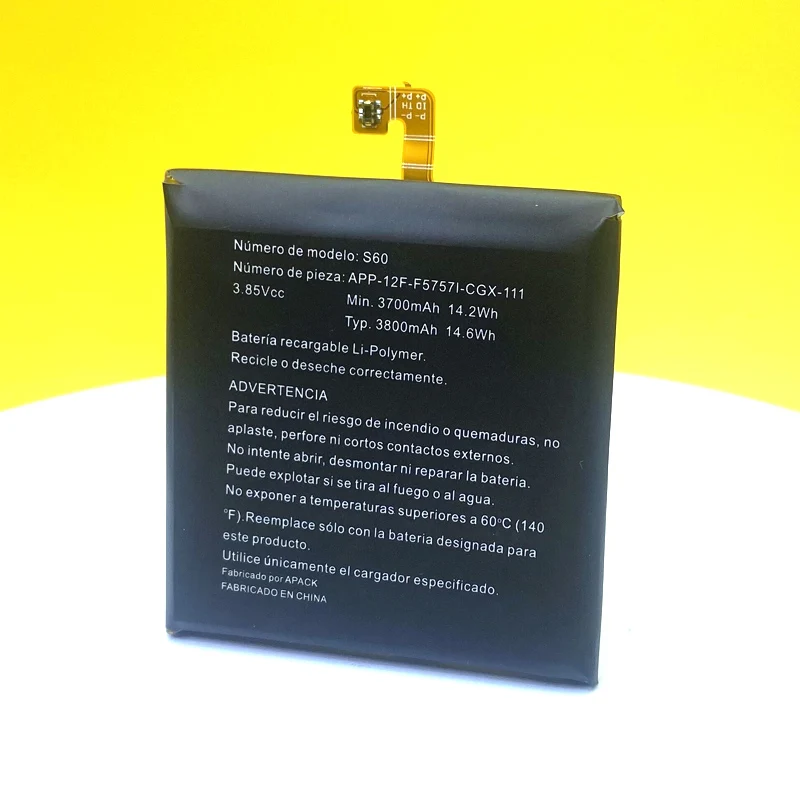 P+ P-
ID TH
P+ P-
Número de modelo: S60
Número de pieza: APP-12F-F5757I-CGX-111
3.85Vcc Min. 3700mAh 14.2Wh
Typ. 3800mAh 14.6Wh
Batería recargable Li-Polymer.
Recicle o deseche correctamente.
ADVERTENCIA
Para reducir el riesgo de incendio o quemaduras, no
aplaste, perfore ni cortos contactos externos.
No intente abrir, desmontar ni reparar la batería.
Puede explotar si se tira al fuego o al agua.
No exponer a temperaturas superiores a 60°C (140
°F).Reemplace sólo con la bateria designada para
este producto.
Utilice únicamente el cargador especificado.
Fabricado por APACK
FABRICADO EN CHINA